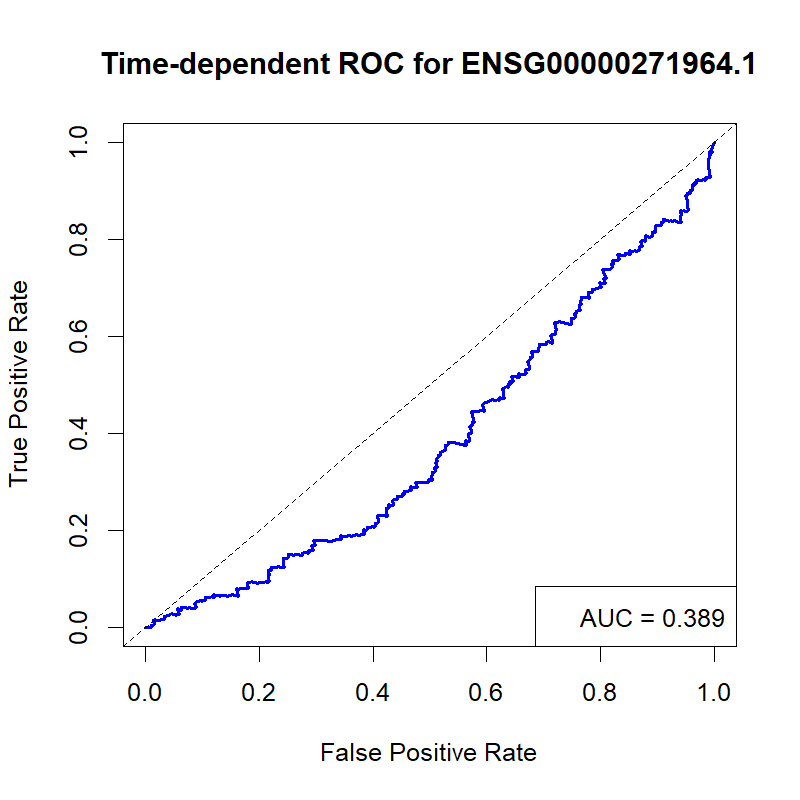 Time-dependent ROC for ENSG00000271964.1
True Positive Rate
1.0
0.8
0.6
0.4
0.2
0.0
AUC = 0.389
0.0 0.2 0.4 0.6 0.8 1.0
False Positive Rate